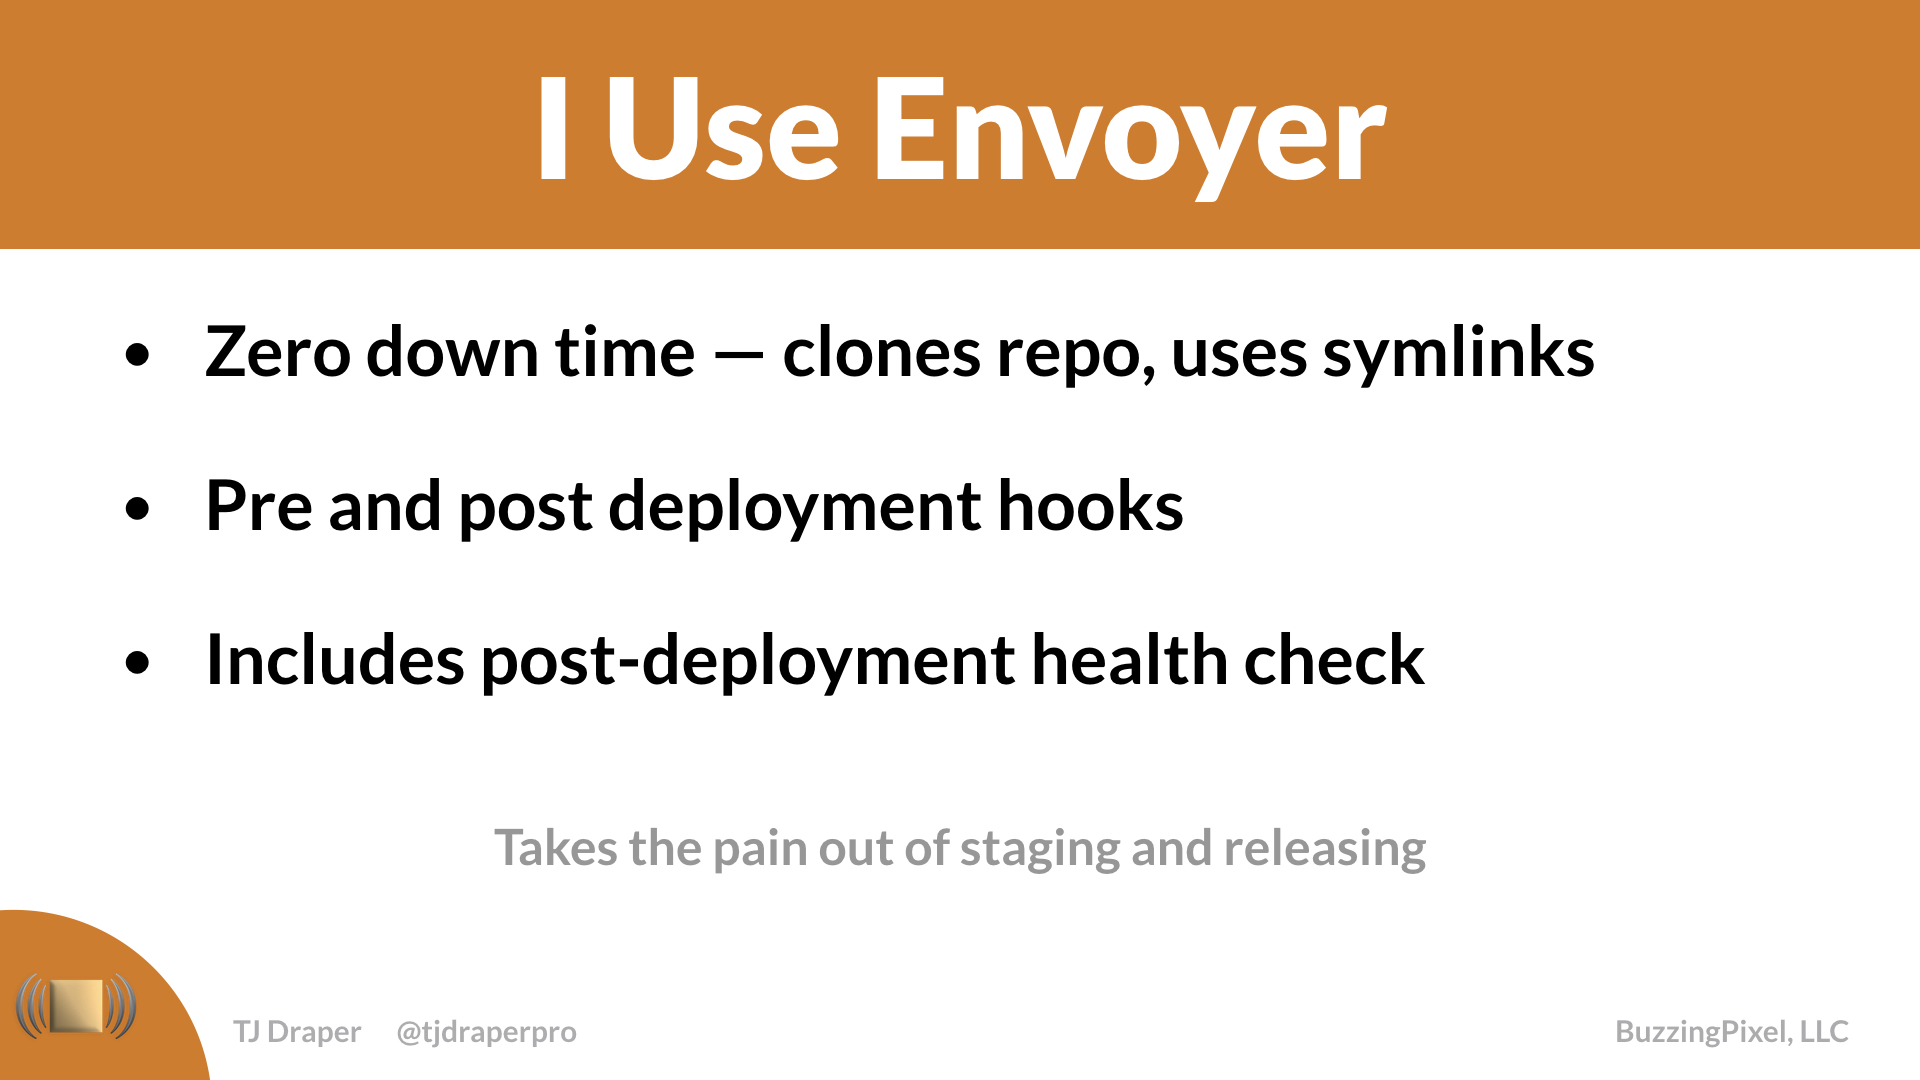 I Use Envoyer
• Zero down time — clones repo, uses symlinks
• Pre and post deployment hooks
• Includes post-deployment health check
Takes the pain out of staging and releasing
TJ Draper @tjdraperpro
BuzzingPixel, LLC